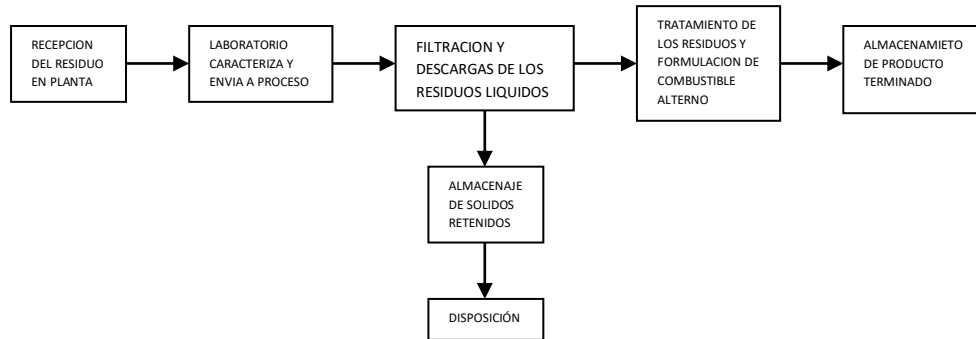 RECEPCION
DEL RESIDUO
EN PLANTA
LABORATORIO
CARACTERIZA Y
ENVIA A PROCESO
FILTRACION Y
DESCARGAS DE LOS
RESIDUOS LIQUIDOS
TRATAMIENTO DE
LOS RESIDUOS Y
FORMULACION DE
COMBUSTIBLE
ALTERNO
ALMACENAMIETO
DE PRODUCTO
TERMINADO
ALMACENAJE
DE SOLIDOS
RETENIDOS
DISPOSICIÓN